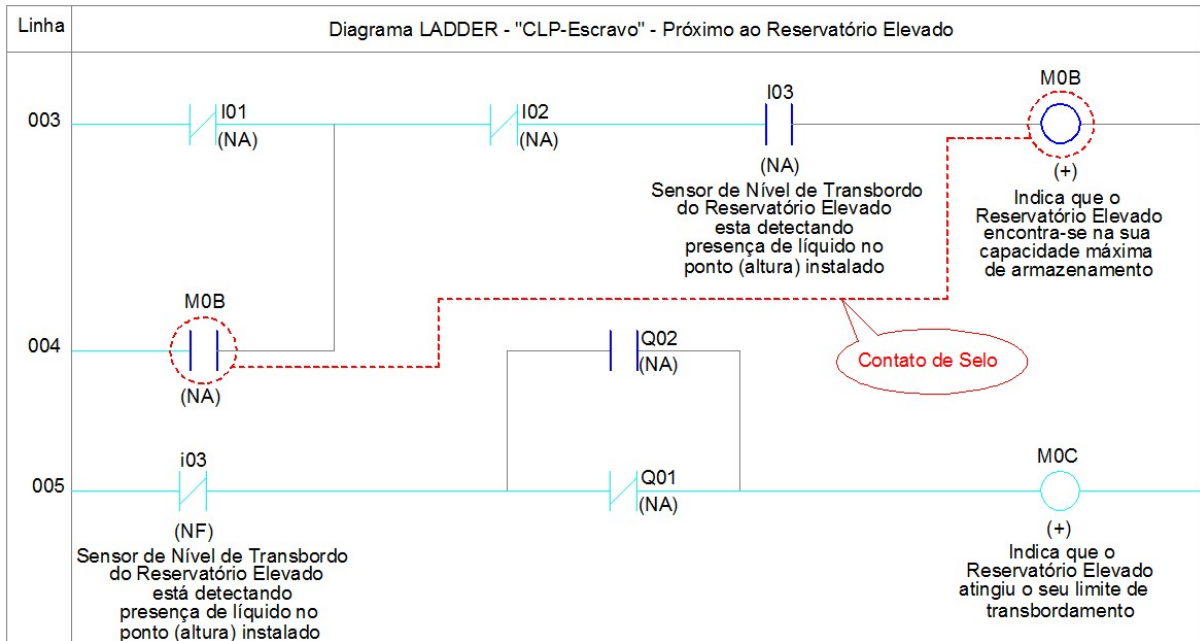 Linha
Diagrama LADDER - "CLP-Escravo" - Próximo ao Reservatório Elevado
003
I01
(NA)
I02
(NA)
I03
(NA)
Sensor de Nível de Transbordo
do Reservatório Elevado
esta detectando
presença de líquido no
ponto (altura) instalado
M0B
(+)
Indica que o
Reservatório Elevado
encontra-se na sua
capacidade máxima
de armazenamento
004
M0B
(NA)
Q02
(NA)
Contato de Selo
005
i03
(NF)
Sensor de Nível de Transbordo
do Reservatório Elevado
está detectando
presença de líquido no
ponto (altura) instalado
Q01
(NA)
M0C
(+)
Indica que o
Reservatório Elevado
atingiu o seu limite de
transbordamento